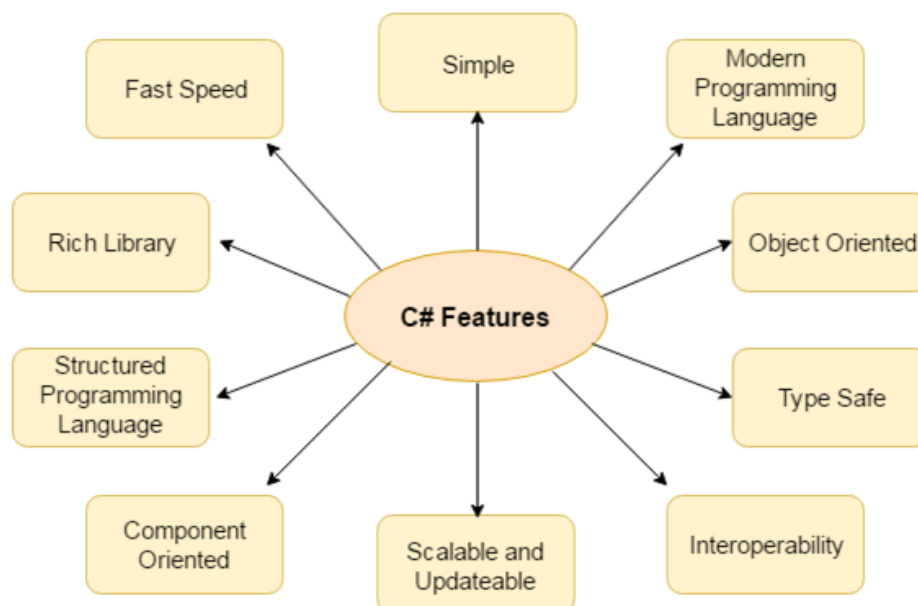 Simple
Modern
Programming
Language
Fast Speed
Rich Library
Object Oriented
C# Features
Structured
Programming
Language
Type Safe
Component
Oriented
Scalable and
Updateable
Interoperability